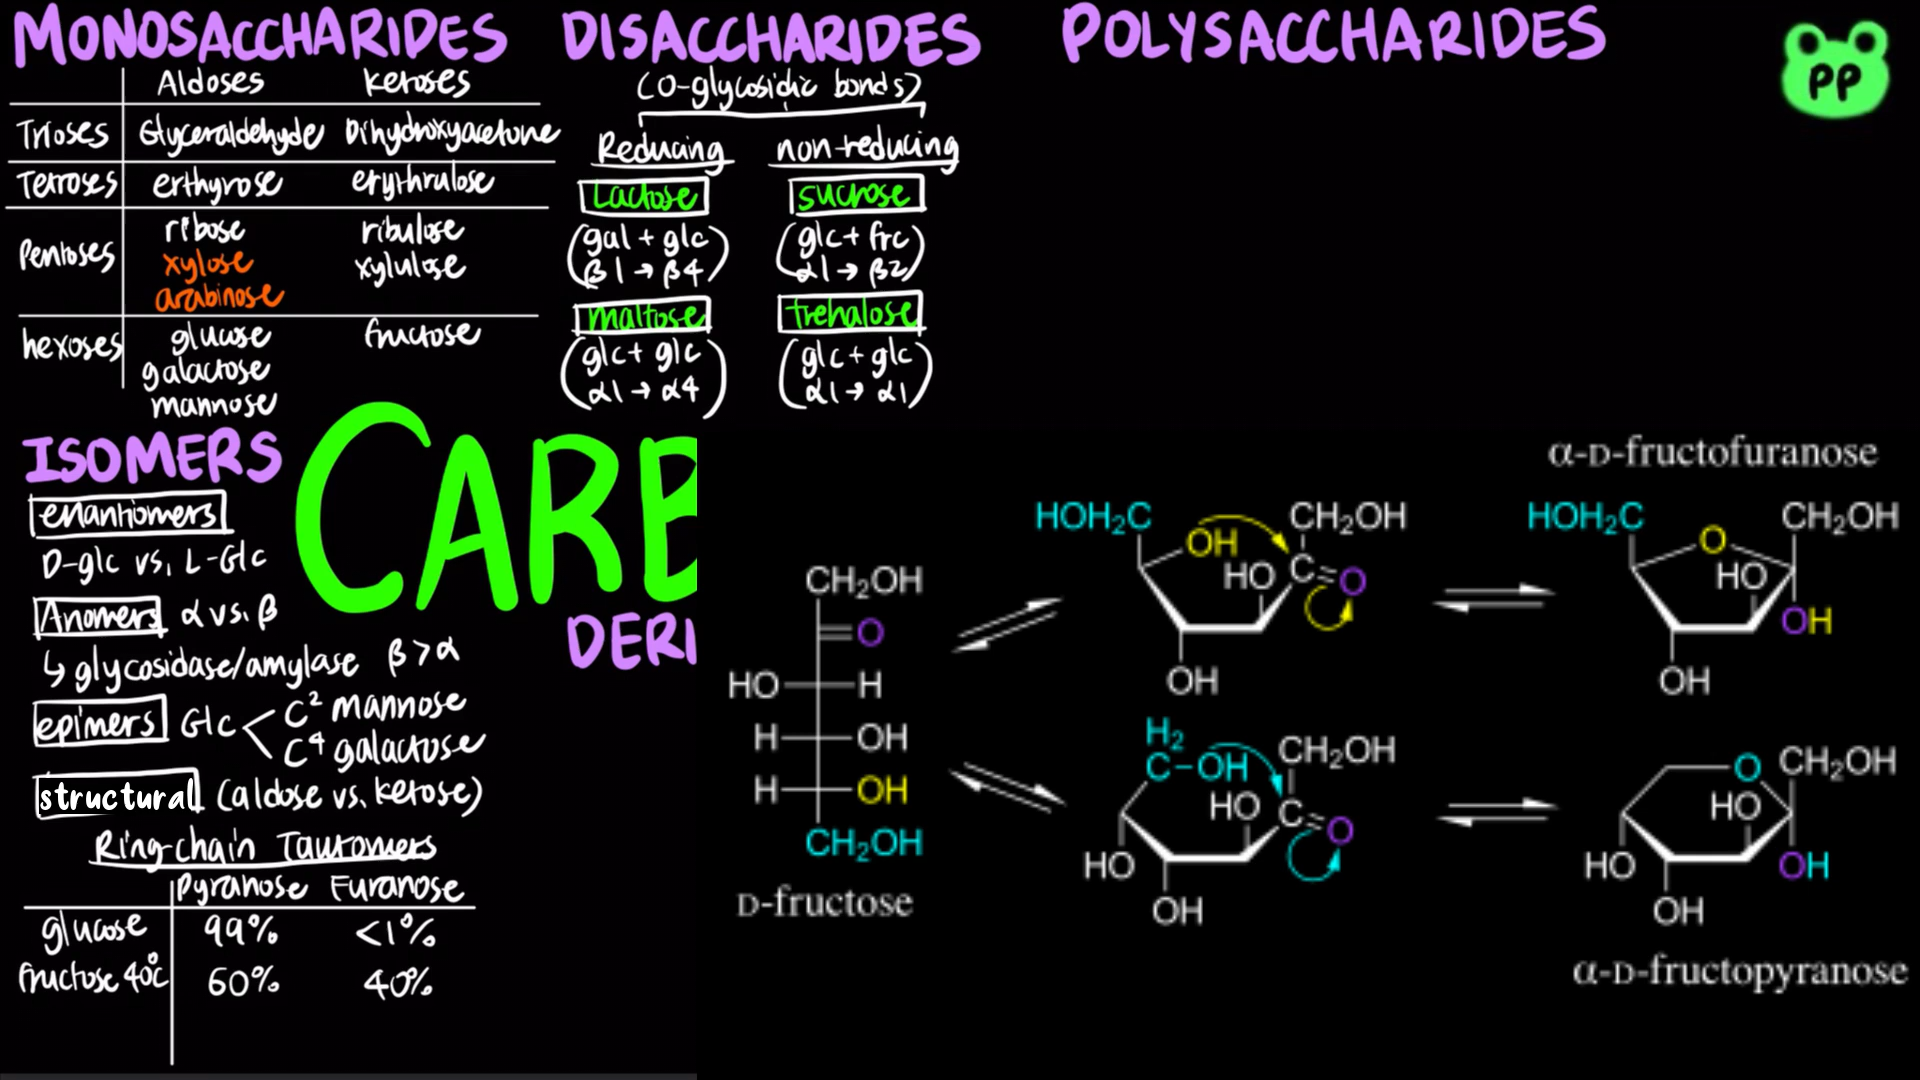 MONOSACCHARIDES
Aldoses ketoses
Trioses Glyceraldehyde Dihydroxyacetone
Tetroses erthyrose erythrulose
Pentoses
ribose ribulose
xylose xylulose
arabinose
hexoses
glucose fructose
galactose
mannose
DISACCHARIDES
(O-glycosidic bonds)
Reducing non-reducing
Lactose sucrose
(gal + glc (glc + frc
β1 → β4) α1 → β2)
maltose trehalose
(glc + glc (glc + glc
α1 → α4) α1 → α1)
POLYSACCHARIDES
PP
ISOMERS
enantiomers
D-glc vs. L-Glc
Anomers α vs. β
↳ glycosidase/amylase β > α
epimers Glc < C² mannose
C⁴ galactose
structural (aldose vs. ketose)
Ring-chain Tautomers
Pyranose Furanose
glucose 99% <1%
fructose 40°C 60% 40%
CARB
DERI
CH₂OH
O
HO H
H OH
H OH
CH₂OH
D-fructose
HOH₂C CH₂OH
OH
HO C O
OH
α-D-fructofuranose
HOH₂C CH₂OH
O
HO
OH
OH
H₂
C-OH CH₂OH
HO C O
HO
OH
O CH₂OH
HO
HO OH
OH
α-D-fructopyranose